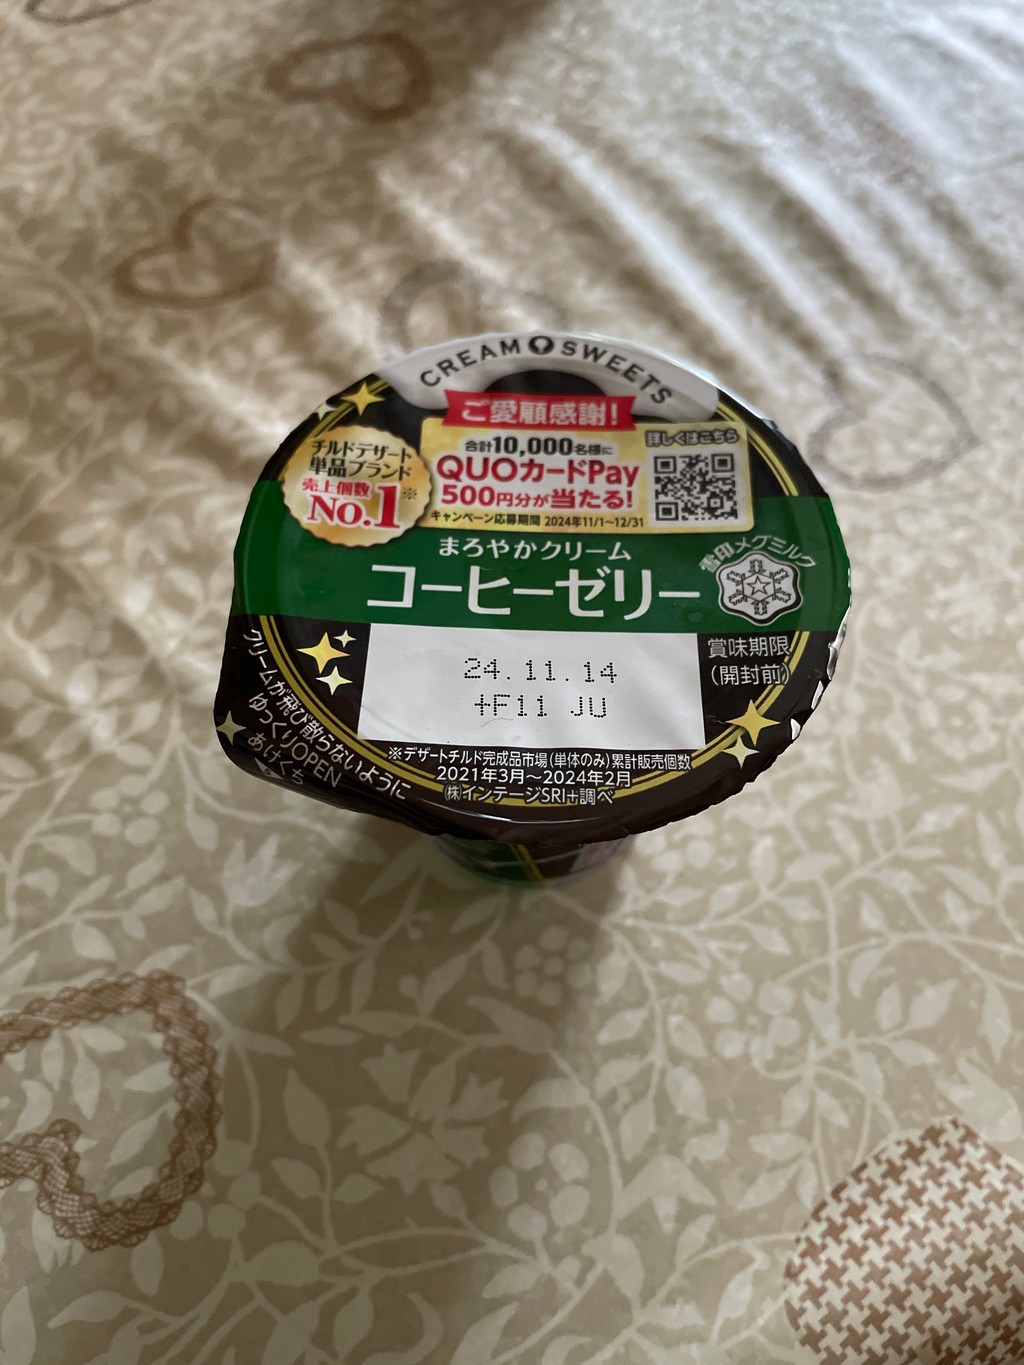 CREAM SWEETS
ご愛顧感謝!
チルドデザート
単品ブランド
売上個数
No.1※
合計10,000名様に
QUOカードPay
500円分が当たる!
キャンペーン応募期間 2024年11/1~12/31
詳しくはこちら
まろやかクリーム
コーヒーゼリー
雪印メグミルク
24.11.14
+F11 JU
賞味期限
(開封前)
クリームが飛び散らないように
ゆっくりOPEN
あけくち
※デザートチルド完成品市場(単体のみ)累計販売個数
2021年3月~2024年2月
㈱インテージSRI+調べ